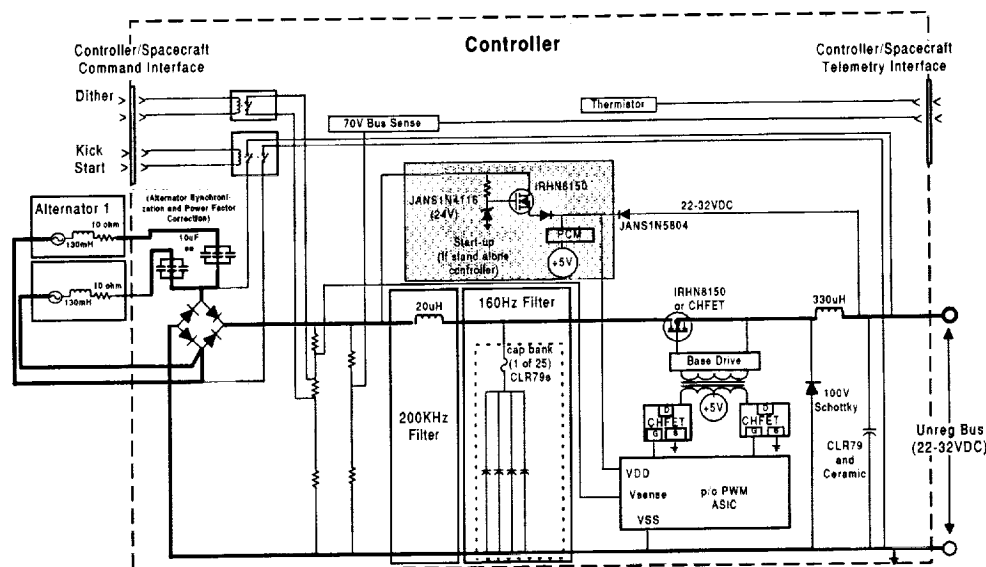 Controller
Controller/Spacecraft
Command Interface
Controller/Spacecraft
Telemetry Interface
Dither
Thermistor
70V Bus Sense
Kick
Start
(Alternator Synchroni-
zation and Power Factor
Correction)
Alternator 1
10 ohm
130mH
10uF
ea
10 ohm
130mH
IRHN8150
JANS1N4116
(24V)
Start-up
(If stand alone
controller)
PCM
+5V
22-32VDC
JANS1N5804
20uH
160Hz Filter
IRHN8150
or CHFET
330uH
cap bank
(1 of 25)
CLR79s
Base Drive
+5V
D
CHFET
G
S
D
CHFET
G
S
100V
Schottky
200KHz
Filter
CLR79
and
Ceramic
Unreg Bus
(22-32VDC)
VDD
Vsense
VSS
p/o PWM
ASIC